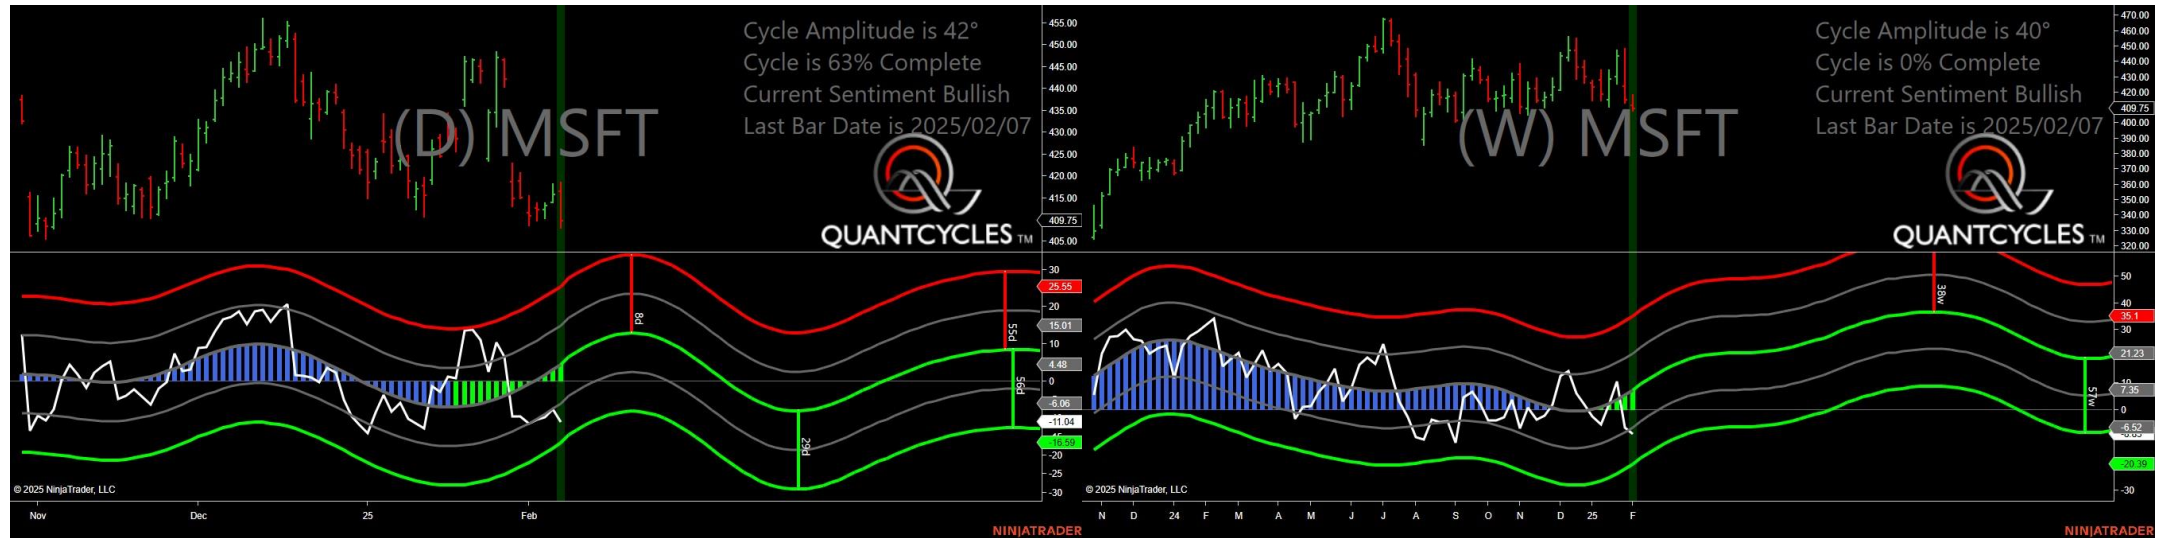 Cycle Amplitude is 42°
Cycle is 63% Complete
Current Sentiment Bullish
Last Bar Date is 2025/02/07
(D) MSFT
QUANTCYCLES TM
455.00
450.00
445.00
440.00
435.00
430.00
425.00
420.00
415.00
409.75
405.00
30
25.55
20
15.01
10
4.48
0
-6.06
-11.04
-16.59
-20
-25
-30
8d
29d
55d
56d
© 2025 NinjaTrader, LLC
Nov
Dec
25
Feb
NINJATRADER
Cycle Amplitude is 40°
Cycle is 0% Complete
Current Sentiment Bullish
Last Bar Date is 2025/02/07
(W) MSFT
QUANTCYCLES TM
470.00
460.00
450.00
440.00
430.00
420.00
409.75
400.00
390.00
380.00
370.00
360.00
350.00
340.00
330.00
320.00
50
40
35.1
30
21.23
7.35
0
-6.52
-20.39
-30
38w
57w
© 2025 NinjaTrader, LLC
N D 24 F M A M J J A S O N D 25 F
NINJATRADER